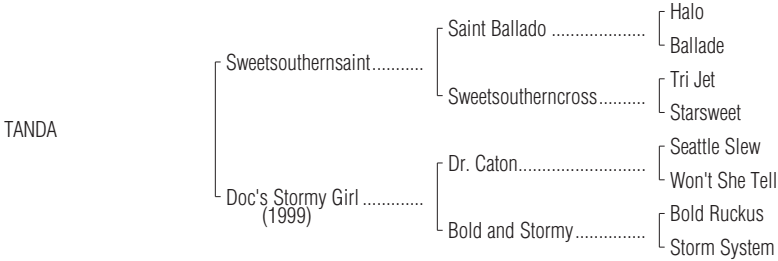 Halo
Saint Ballado ....................
Ballade
Sweetsouthernsaint...........
Tri Jet
Sweetsoutherncross..........
Starsweet
TANDA
Seattle Slew
Dr. Caton...........................
Won't She Tell
Doc's Stormy Girl .............
(1999)
Bold Ruckus
Bold and Stormy...............
Storm System